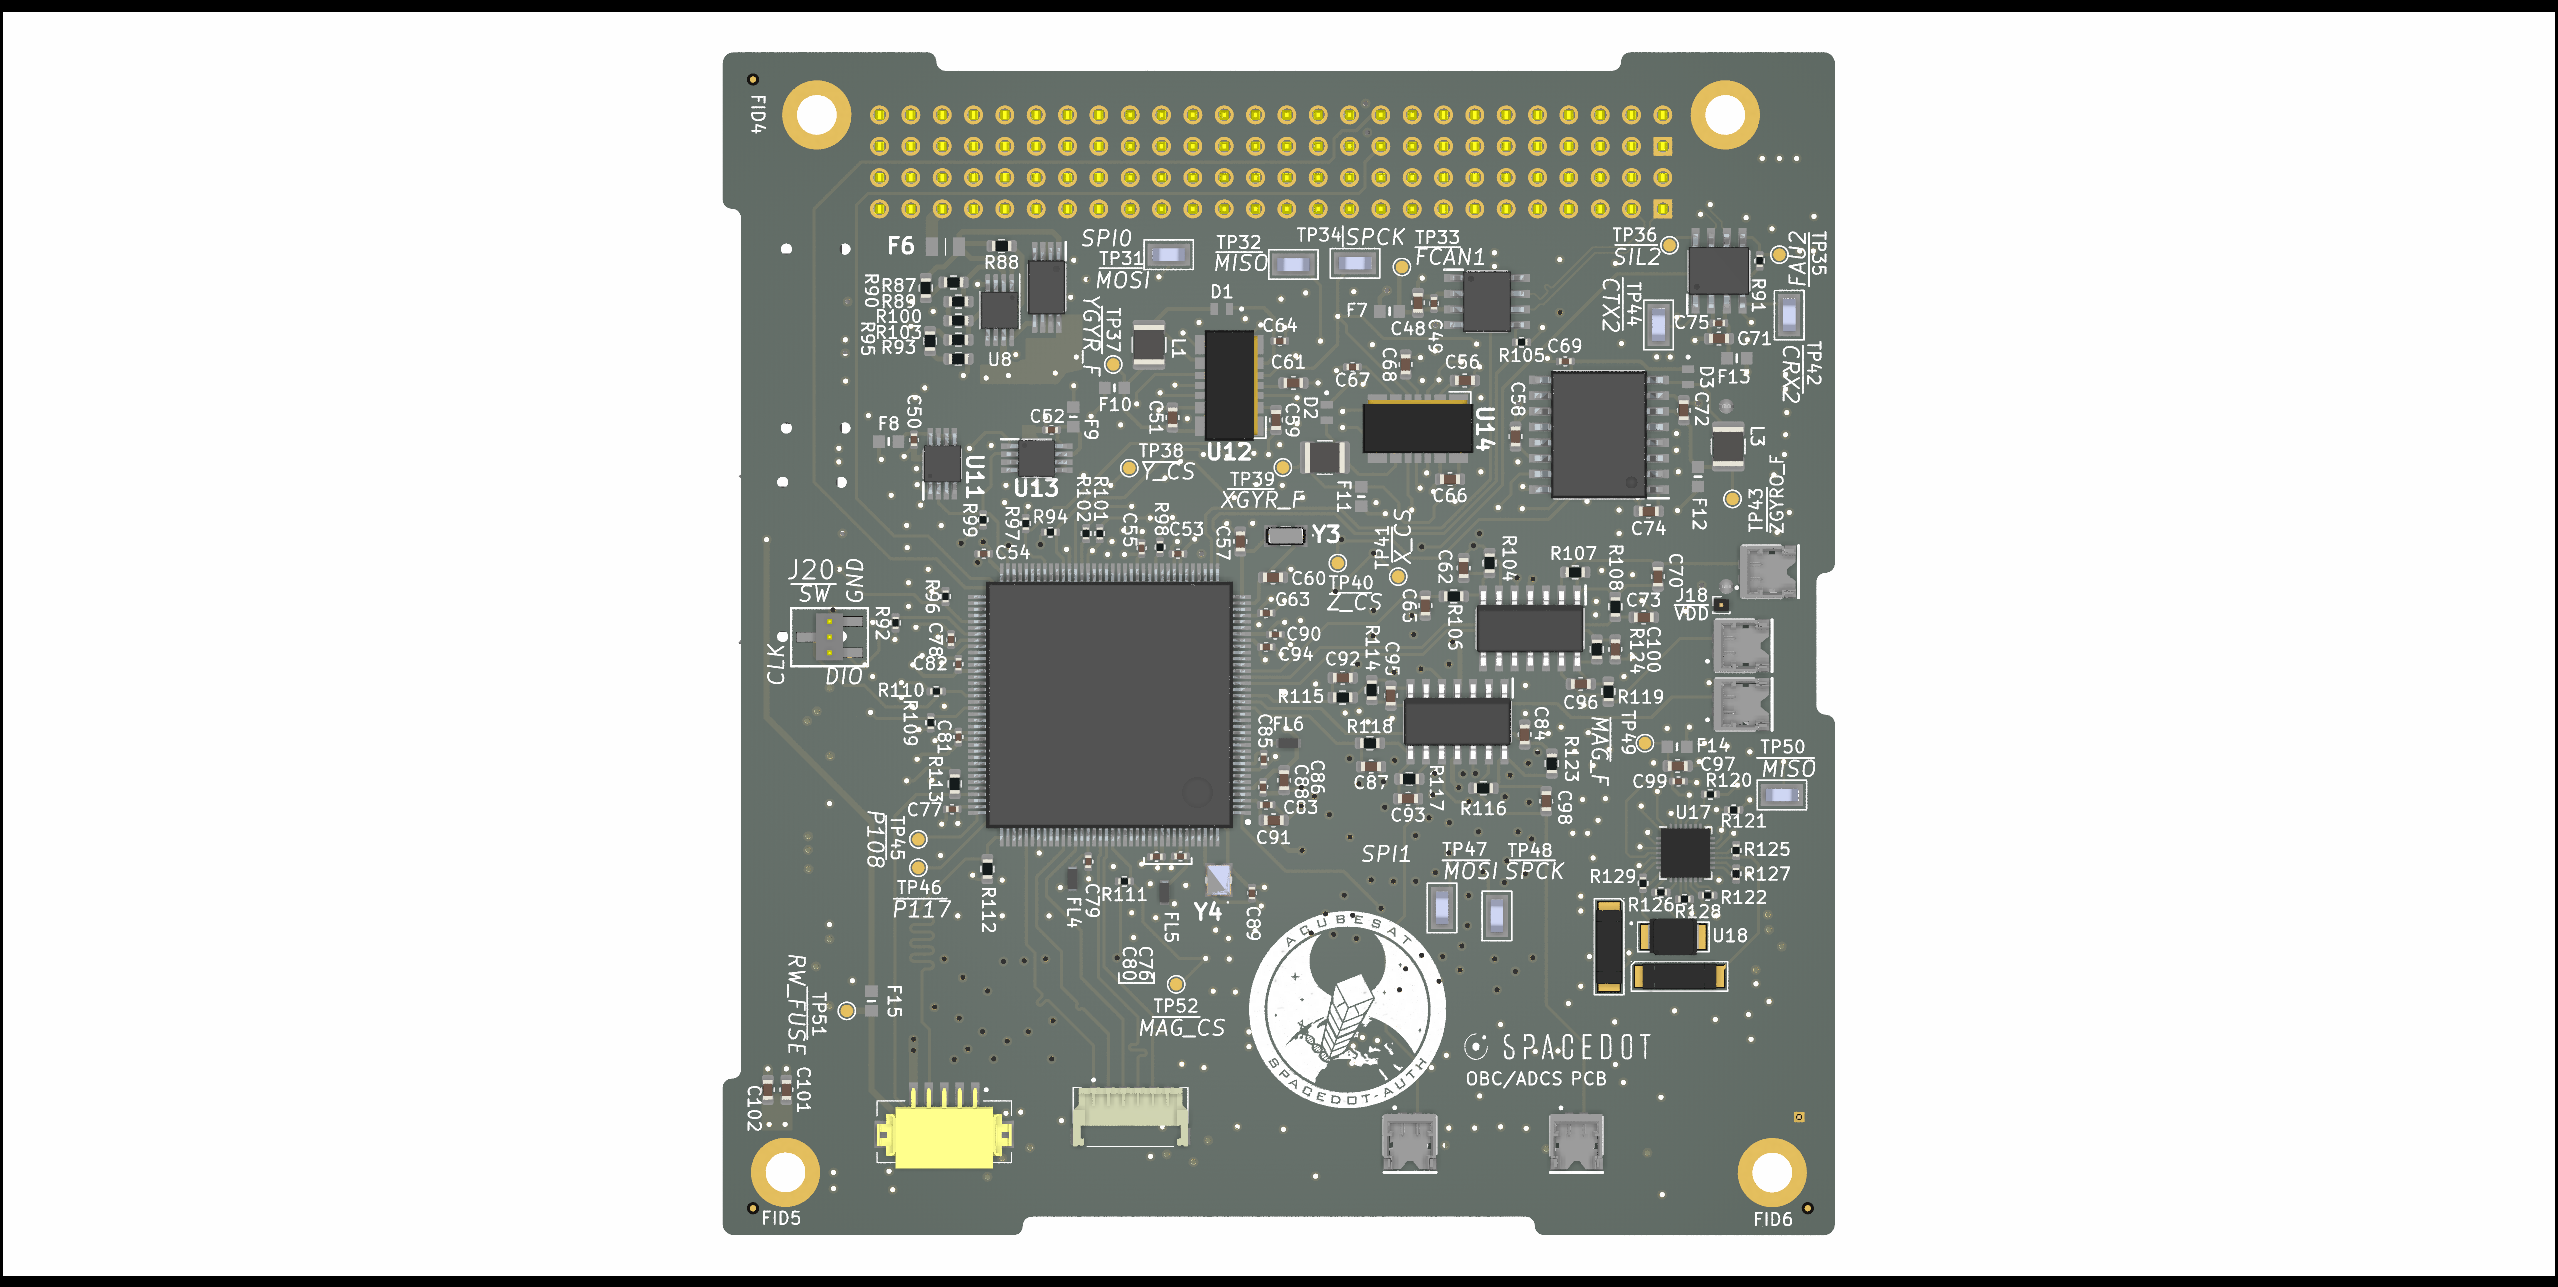 FID4
F6
R88
SPI0
TP31
MOSI
TP32
MISO
TP34
SPCK
TP33
FCAN1
TP36
SIL2
TP35
FAU2
R87
R90
R89
R100
R103
R95
R93
U8
YGYR_F
TP37
L1
D1
C64
C61
F7
C48
C49
R105
C69
CTX2
TP44
C75
R91
C71
F13
CRX2
TP42
C68
C67
C56
C58
D3
C72
F10
F8
C50
C52
F9
C51
C59
D2
U14
L3
U11
U13
TP38
Y_CS
U12
TP39
XGYR_F
F11
C66
F12
TP43
ZGYRO_F
C74
R99
R97
R94
R102
R101
C55
R98
C53
C57
Y3
C54
TP41
SCX_X
J20
SW
GND
CLK
DIO
R96
R92
C78
C82
C60
TP40
Z_CS
C63
C62
R104
R107
R108
C70
C65
R106
C73
J18
VDD
C90
C94
C92
R114
C95
R124
C100
R110
R109
C81
R113
C77
R115
R118
C96
R119
C85
FL6
C84
R123
MAG_F
TP49
F14
C97
TP50
MISO
C99
R120
C88
C86
C83
C91
C87
C93
R117
R116
C98
U17
R121
P108
TP45
TP46
P117
R125
R127
R129
R126
R128
R122
SPI1
TP47
MOSI
TP48
SPCK
R112
FL4
C79
R111
FL5
Y4
C89
U18
C80
C76
ACUBESAT
SPACEDOT-AUTH
RW_FUSE
TP51
F15
TP52
MAG_CS
SPACEDOT
OBC/ADCS PCB
C101
C102
FID5
FID6